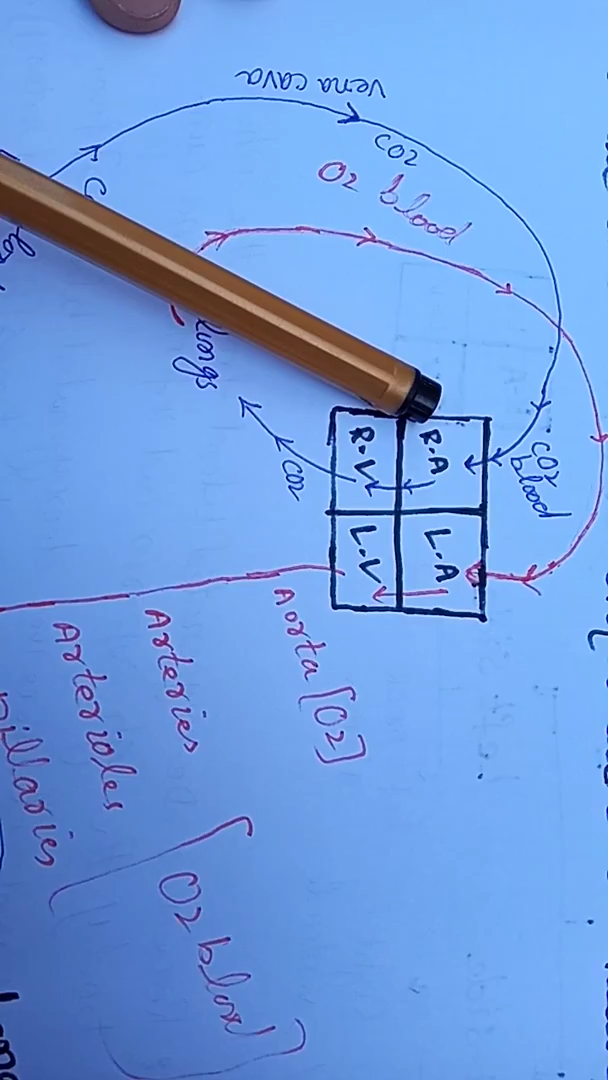 vena cava
CO2
O2 blood
CO2
blood
R.A
L.A
R.V
L.V
lungs
CO2
Aorta [O2]
Arteries
Arterioles
[O2 blood]